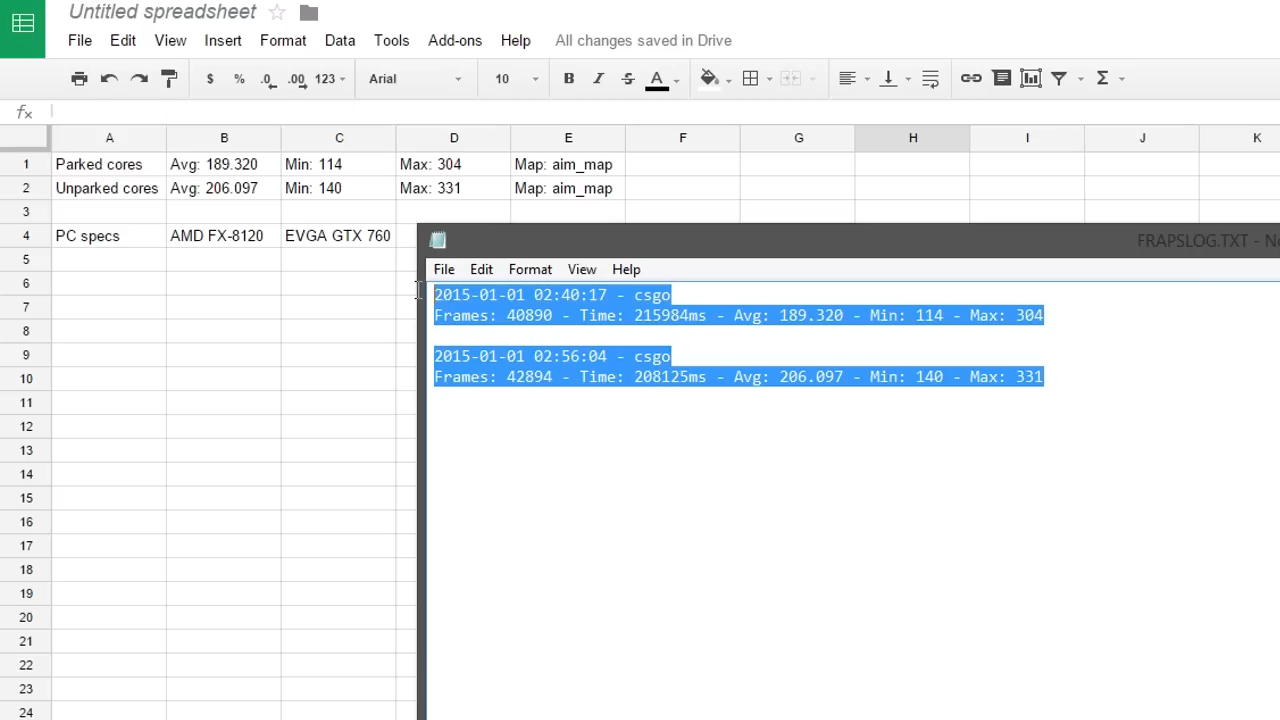 Untitled spreadsheet
File Edit View Insert Format Data Tools Add-ons Help All changes saved in Drive
$ % .0 .00 123 Arial 10 B I S A Σ
fx
A B C D E F G H I J K
1 Parked cores Avg: 189.320 Min: 114 Max: 304 Map: aim_map
2 Unparked cores Avg: 206.097 Min: 140 Max: 331 Map: aim_map
3
4 PC specs AMD FX-8120 EVGA GTX 760
FRAPSLOG.TXT - No
5
File Edit Format View Help
6
2015-01-01 02:40:17 - csgo
7
Frames: 40890 - Time: 215984ms - Avg: 189.320 - Min: 114 - Max: 304
8
9
2015-01-01 02:56:04 - csgo
10
Frames: 42894 - Time: 208125ms - Avg: 206.097 - Min: 140 - Max: 331
11
12
13
14
15
16
17
18
19
20
21
22
23
24